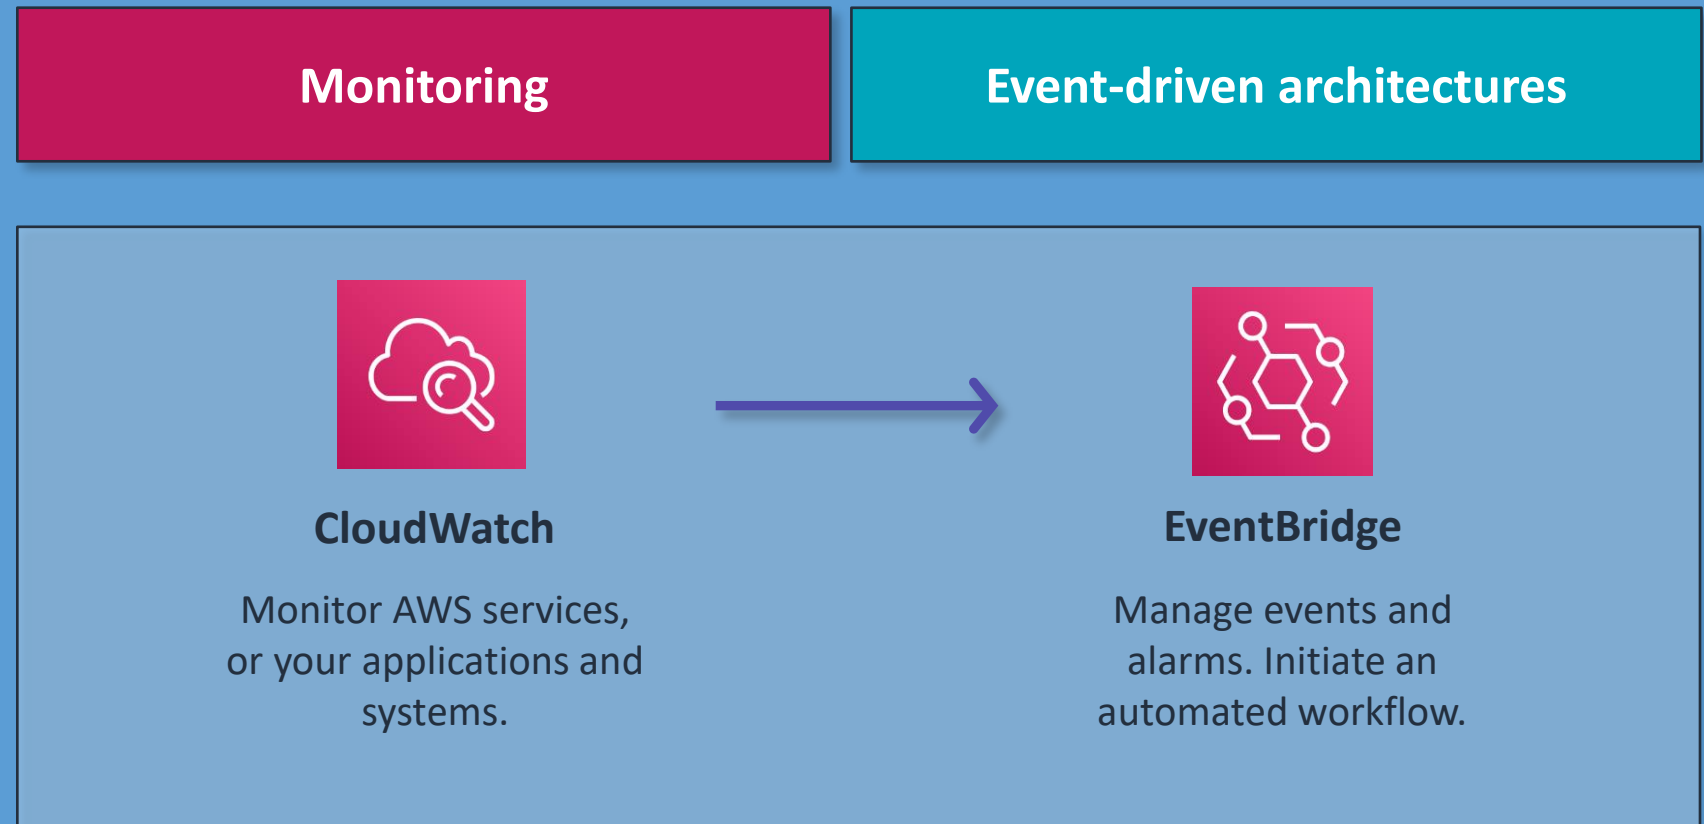 Monitoring
Event-driven architectures
CloudWatch
Monitor AWS services,
or your applications and
systems.
EventBridge
Manage events and
alarms. Initiate an
automated workflow.